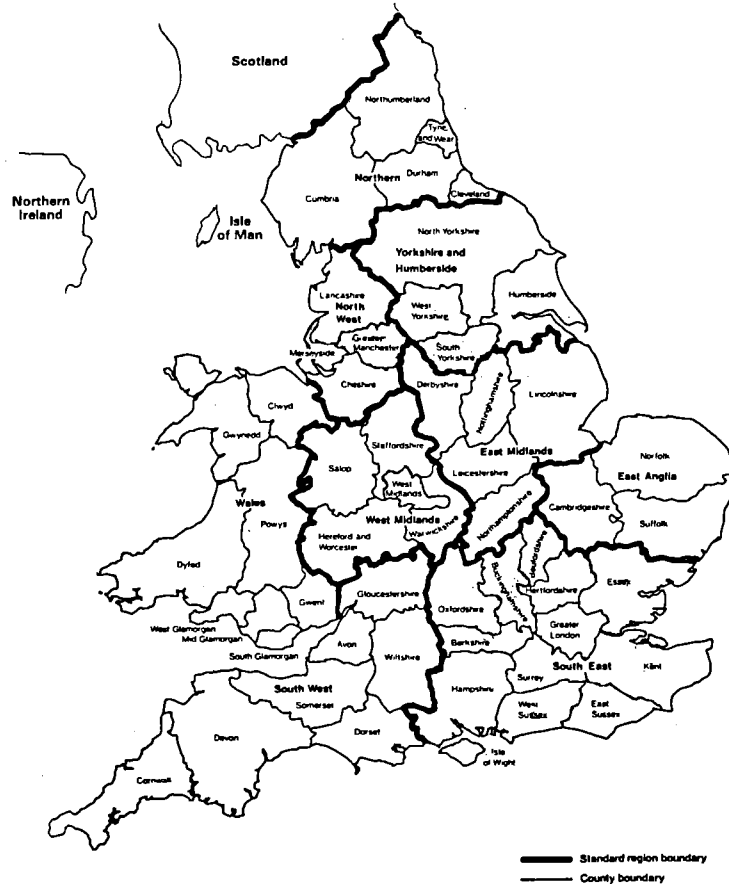 Scotland
Northumberland
Tyne
and Wear
Northern
Durham
Cleveland
Cumbria
Northern
Ireland
Isle
of Man
North Yorkshire
Yorkshire and
Humberside
Lancashire
North
West
West
Yorkshire
Humberside
Greater
Manchester
Merseyside
South
Yorkshire
Cheshire
Derbyshire
Nottinghamshire
Lincolnshire
Clwyd
Gwynedd
Staffordshire
Salop
East Midlands
Norfolk
East Anglia
Leicestershire
West
Midlands
Wales
Powys
West Midlands
Warwickshire
Northamptonshire
Cambridgeshire
Suffolk
Hereford and
Worcester
Dyfed
Gwent
Gloucestershire
Oxfordshire
Buckinghamshire
Bedfordshire
Hertfordshire
Essex
West Glamorgan
Mid Glamorgan
South Glamorgan
Avon
Wiltshire
Berkshire
Greater
London
South East
Kent
Surrey
South West
Somerset
Hampshire
West
Sussex
East
Sussex
Devon
Dorset
Isle
of Wight
Cornwall
Standard region boundary
County boundary